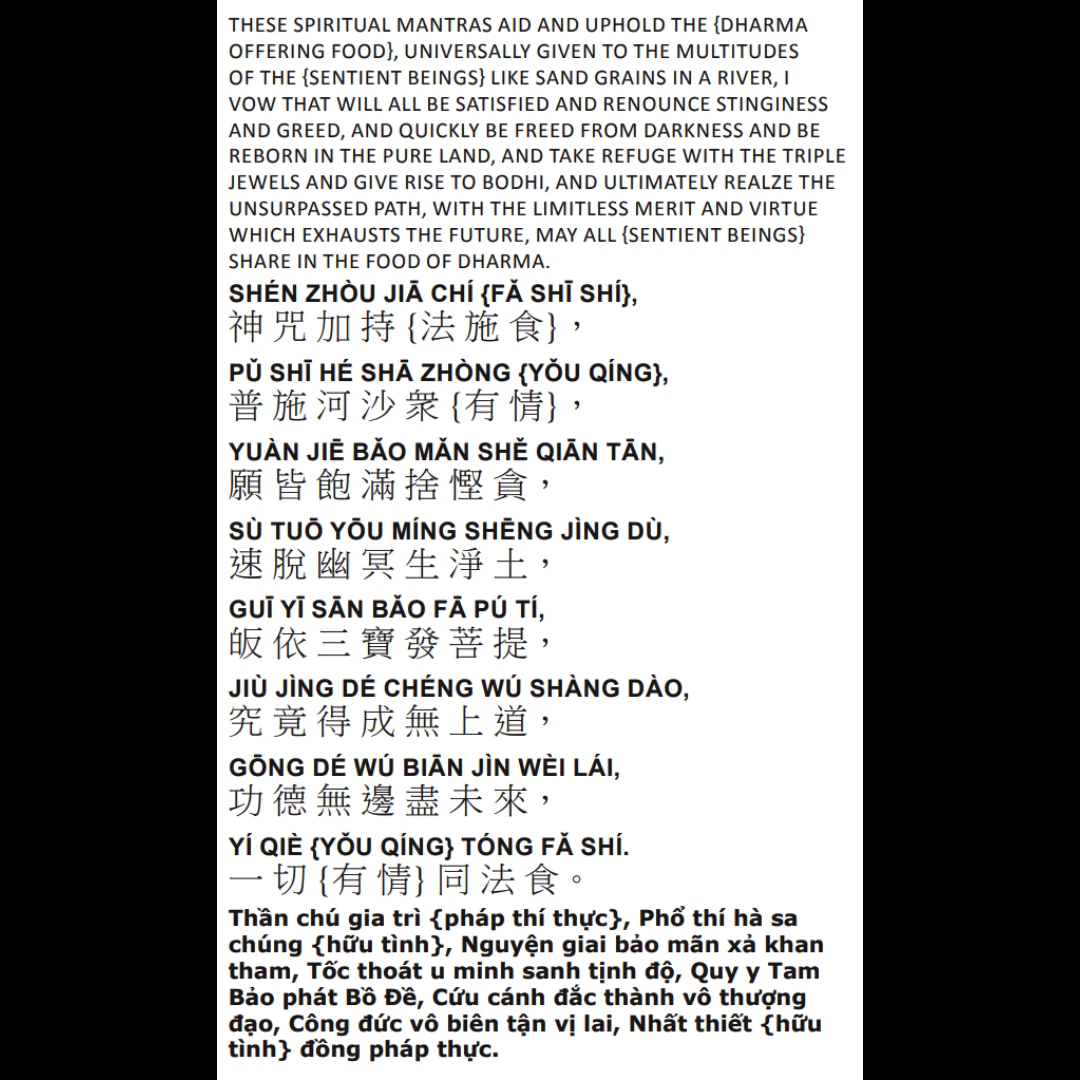 THESE SPIRITUAL MANTRAS AID AND UPHOLD THE {DHARMA
OFFERING FOOD}, UNIVERSALLY GIVEN TO THE MULTITUDES
OF THE {SENTIENT BEINGS} LIKE SAND GRAINS IN A RIVER, I
VOW THAT WILL ALL BE SATISFIED AND RENOUNCE STINGINESS
AND GREED, AND QUICKLY BE FREED FROM DARKNESS AND BE
REBORN IN THE PURE LAND, AND TAKE REFUGE WITH THE TRIPLE
JEWELS AND GIVE RISE TO BODHI, AND ULTIMATELY REALZE THE
UNSURPASSED PATH, WITH THE LIMITLESS MERIT AND VIRTUE
WHICH EXHAUSTS THE FUTURE, MAY ALL {SENTIENT BEINGS}
SHARE IN THE FOOD OF DHARMA.
SHÉN ZHÒU JIĀ CHÍ {FǍ SHĪ SHÍ},
神 咒 加 持 {法 施 食}，
PǓ SHĪ HÉ SHĀ ZHÒNG {YǑU QÍNG},
普 施 河 沙 衆 {有 情}，
YUÀN JIĒ BǍO MǍN SHĚ QIĀN TĀN,
願 皆 飽 滿 捨 慳 貪，
SÙ TUŌ YŌU MÍNG SHĒNG JÌNG DÙ,
速 脫 幽 冥 生 淨 土，
GUĪ YĪ SĀN BǍO FĀ PÚ TÍ,
皈 依 三 寶 發 菩 提，
JIÙ JÌNG DÉ CHÉNG WÚ SHÀNG DÀO,
究 竟 得 成 無 上 道，
GŌNG DÉ WÚ BIĀN JÌN WÈI LÁI,
功 德 無 邊 盡 未 來，
YÍ QIÈ {YǑU QÍNG} TÓNG FǍ SHÍ.
一 切 {有 情} 同 法 食。
Thần chú gia trì {pháp thí thực}, Phổ thí hà sa
chúng {hữu tình}, Nguyện giai bảo mãn xả khan
tham, Tốc thoát u minh sanh tịnh độ, Quy y Tam
Bảo phát Bồ Đề, Cứu cánh đắc thành vô thượng
đạo, Công đức vô biên tận vị lai, Nhất thiết {hữu
tình} đồng pháp thực.